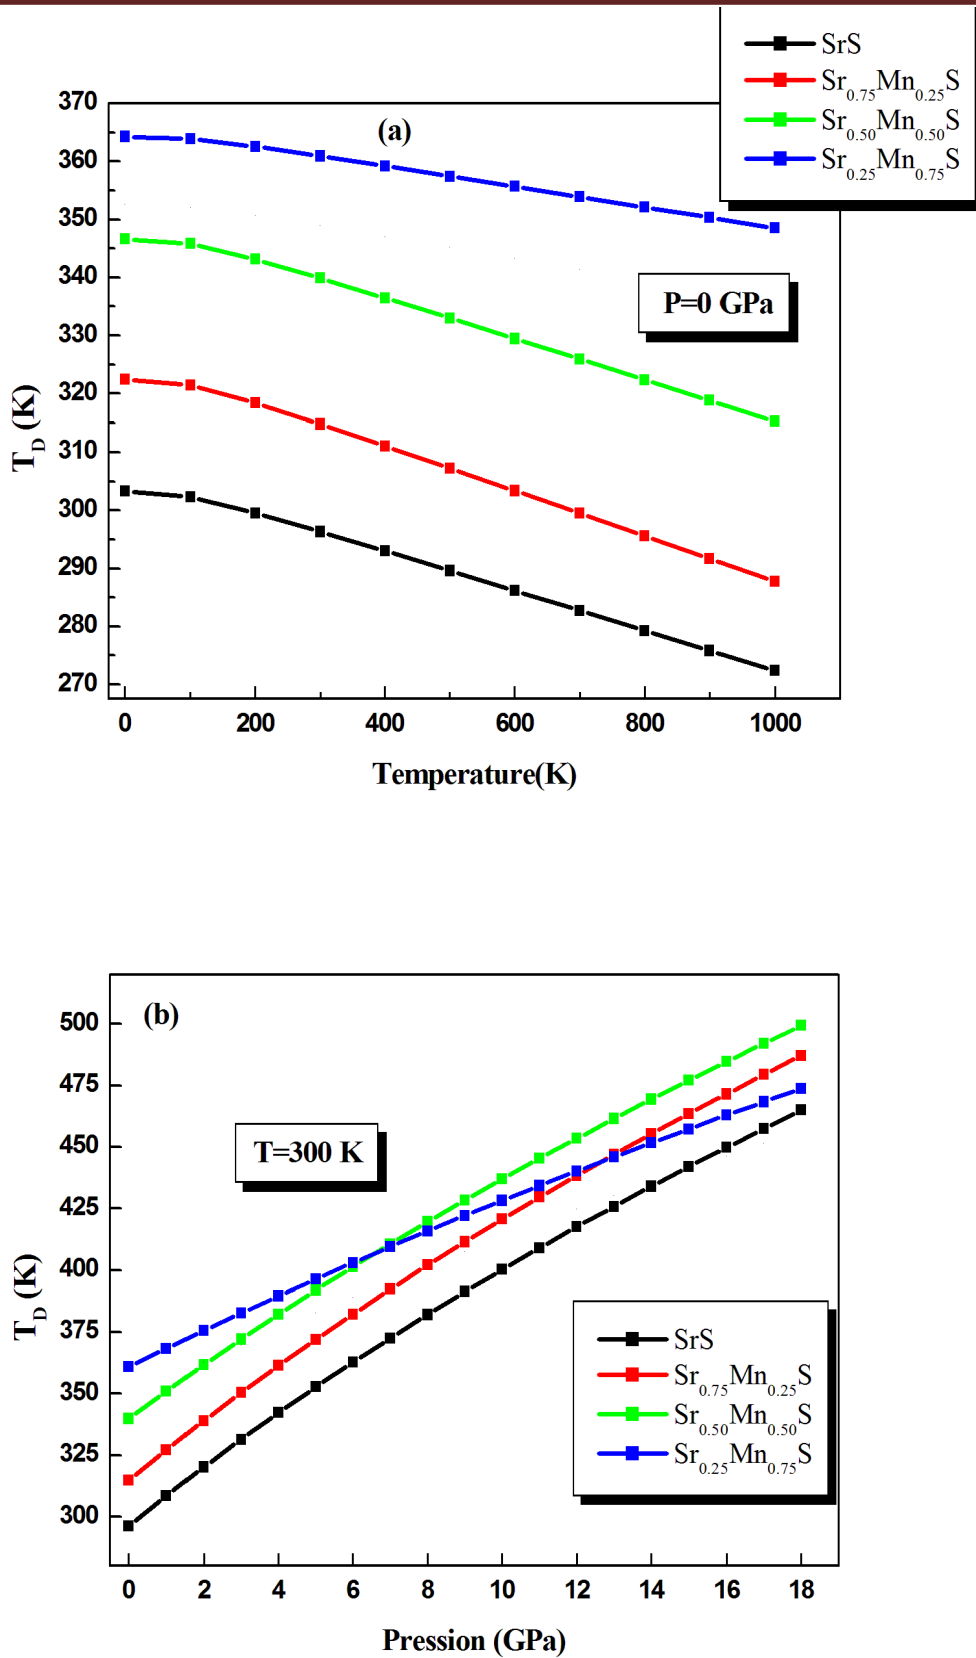 SrS
Sr0.75Mn0.25S
Sr0.50Mn0.50S
Sr0.25Mn0.75S
(a)
P=0 GPa
370
360
350
340
330
320
310
300
290
280
270
TD (K)
0 200 400 600 800 1000
Temperature(K)
(b)
T=300 K
500
475
450
425
400
375
350
325
300
TD (K)
SrS
Sr0.75Mn0.25S
Sr0.50Mn0.50S
Sr0.25Mn0.75S
0 2 4 6 8 10 12 14 16 18
Pression (GPa)